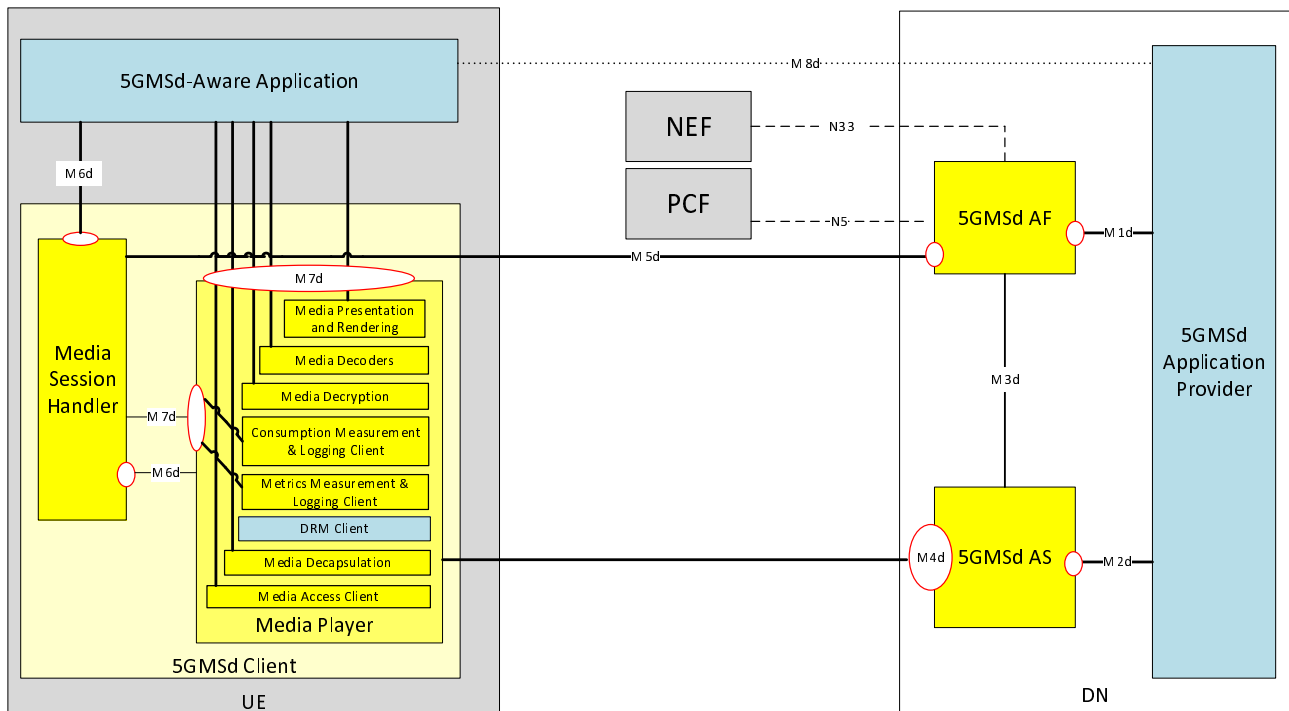 5GMSd-Aware Application
M8d
NEF
N33
M6d
PCF
N5
5GMSd AF
M1d
M5d
M7d
Media Presentation
and Rendering
Media
Session
Handler
Media Decoders
Media Decryption
M7d
Consumption Measurement
& Logging Client
M6d
Metrics Measurement &
Logging Client
DRM Client
Media Decapsulation
Media Access Client
Media Player
5GMSd Client
UE
M3d
M4d
5GMSd AS
M2d
5GMSd
Application
Provider
DN